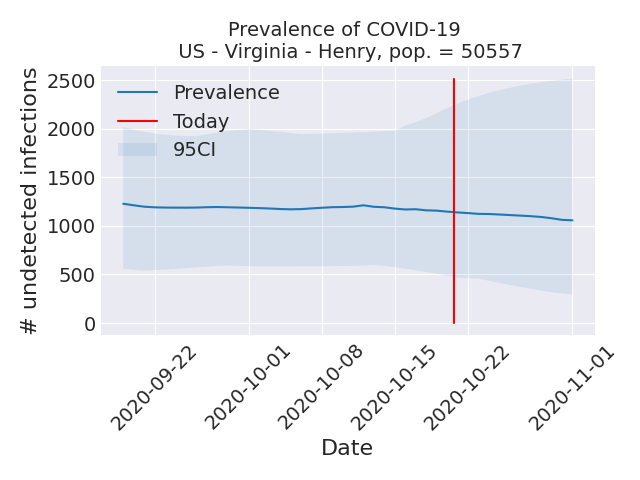 Prevalence of COVID-19
US - Virginia - Henry, pop. = 50557
# undetected infections
2500
2000
1500
1000
500
0
Prevalence
Today
95CI
2020-09-22
2020-10-01
2020-10-08
2020-10-15
2020-10-22
2020-11-01
Date